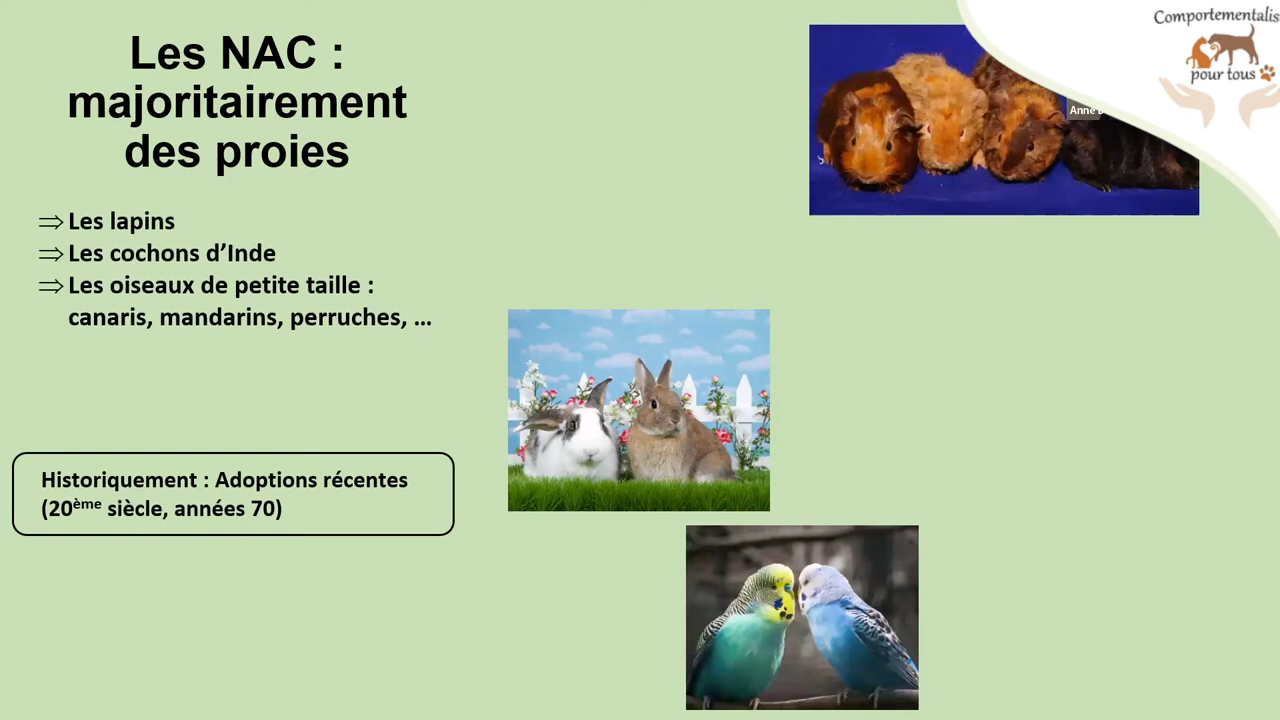 Les NAC :
majoritairement
des proies
⇒ Les lapins
⇒ Les cochons d’Inde
⇒ Les oiseaux de petite taille :
canaris, mandarins, perruches, …
Historiquement : Adoptions récentes
(20ème siècle, années 70)
Comportementalis
pour tous
Anne